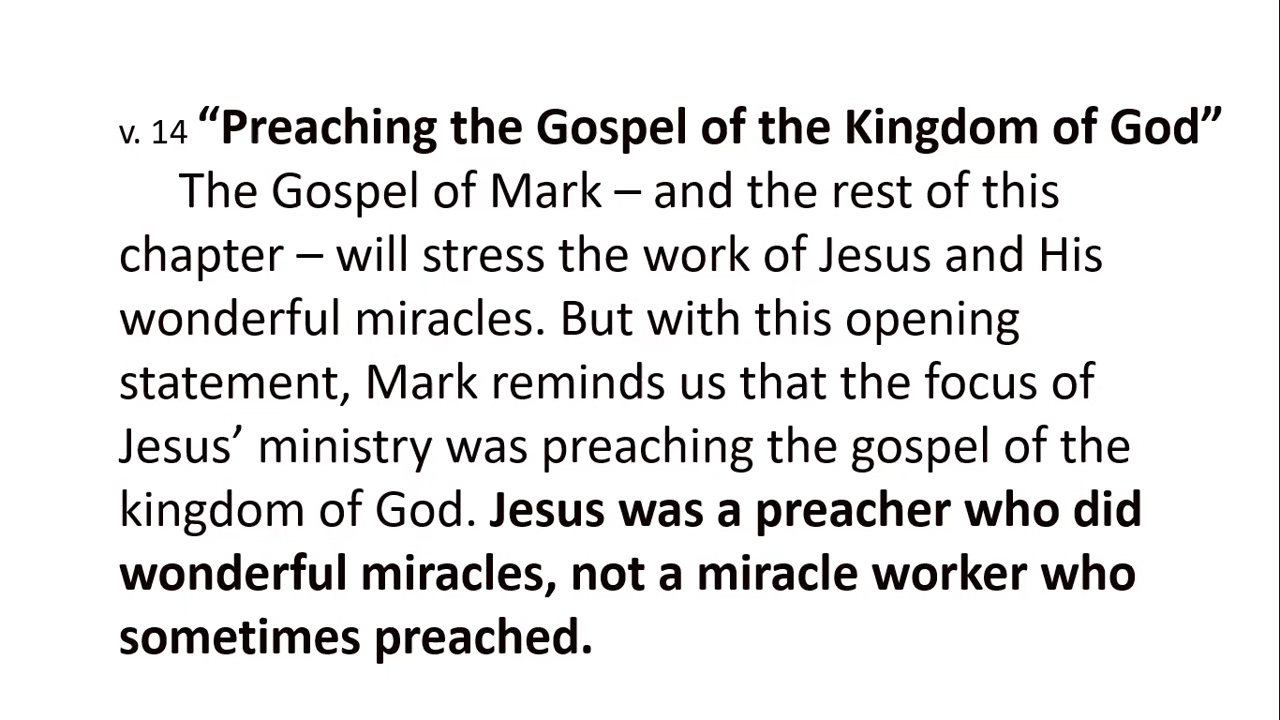 v. 14 “Preaching the Gospel of the Kingdom of God”
The Gospel of Mark – and the rest of this
chapter – will stress the work of Jesus and His
wonderful miracles. But with this opening
statement, Mark reminds us that the focus of
Jesus’ ministry was preaching the gospel of the
kingdom of God. Jesus was a preacher who did
wonderful miracles, not a miracle worker who
sometimes preached.